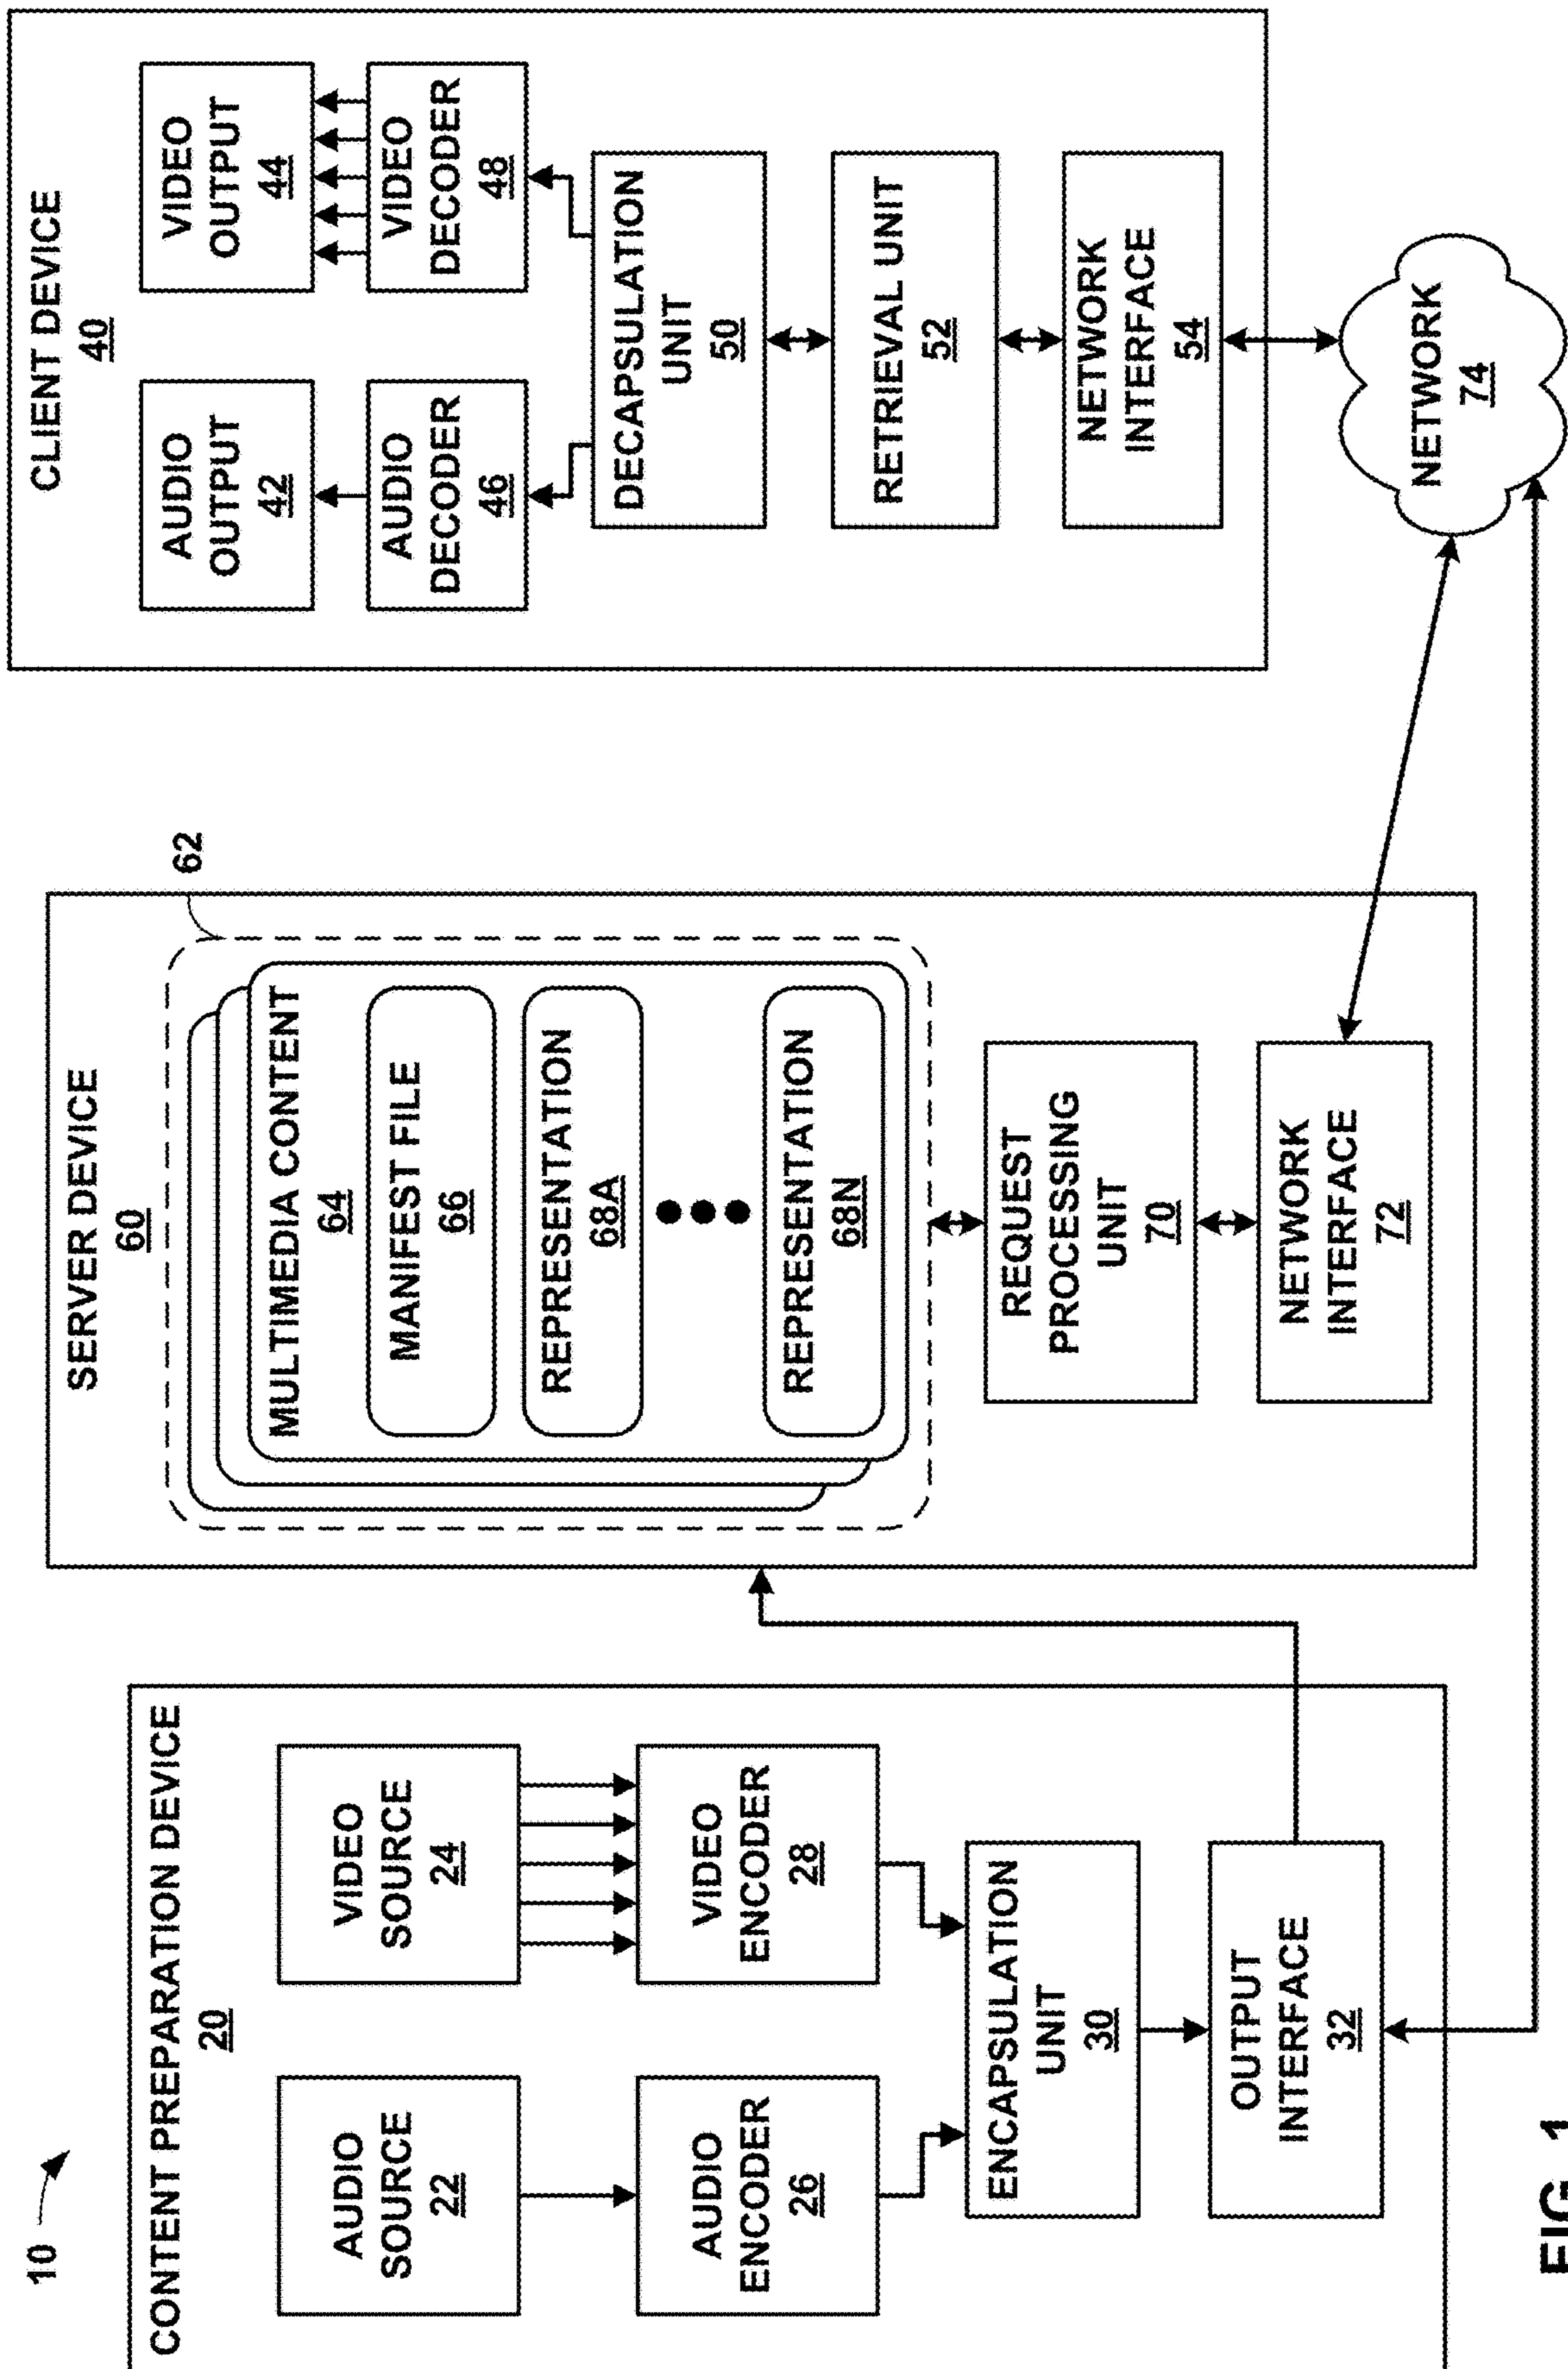 10
CONTENT PREPARATION DEVICE
20
AUDIO
SOURCE
22
VIDEO
SOURCE
24
AUDIO
ENCODER
26
VIDEO
ENCODER
28
ENCAPSULATION
UNIT
30
OUTPUT
INTERFACE
32
SERVER DEVICE
60
62
MULTIMEDIA CONTENT
64
MANIFEST FILE
66
REPRESENTATION
68A
REPRESENTATION
68N
REQUEST
PROCESSING
UNIT
70
NETWORK
INTERFACE
72
CLIENT DEVICE
40
AUDIO
OUTPUT
42
VIDEO
OUTPUT
44
AUDIO
DECODER
46
VIDEO
DECODER
48
DECAPSULATION
UNIT
50
RETRIEVAL UNIT
52
NETWORK
INTERFACE
54
NETWORK
74
FIG. 1